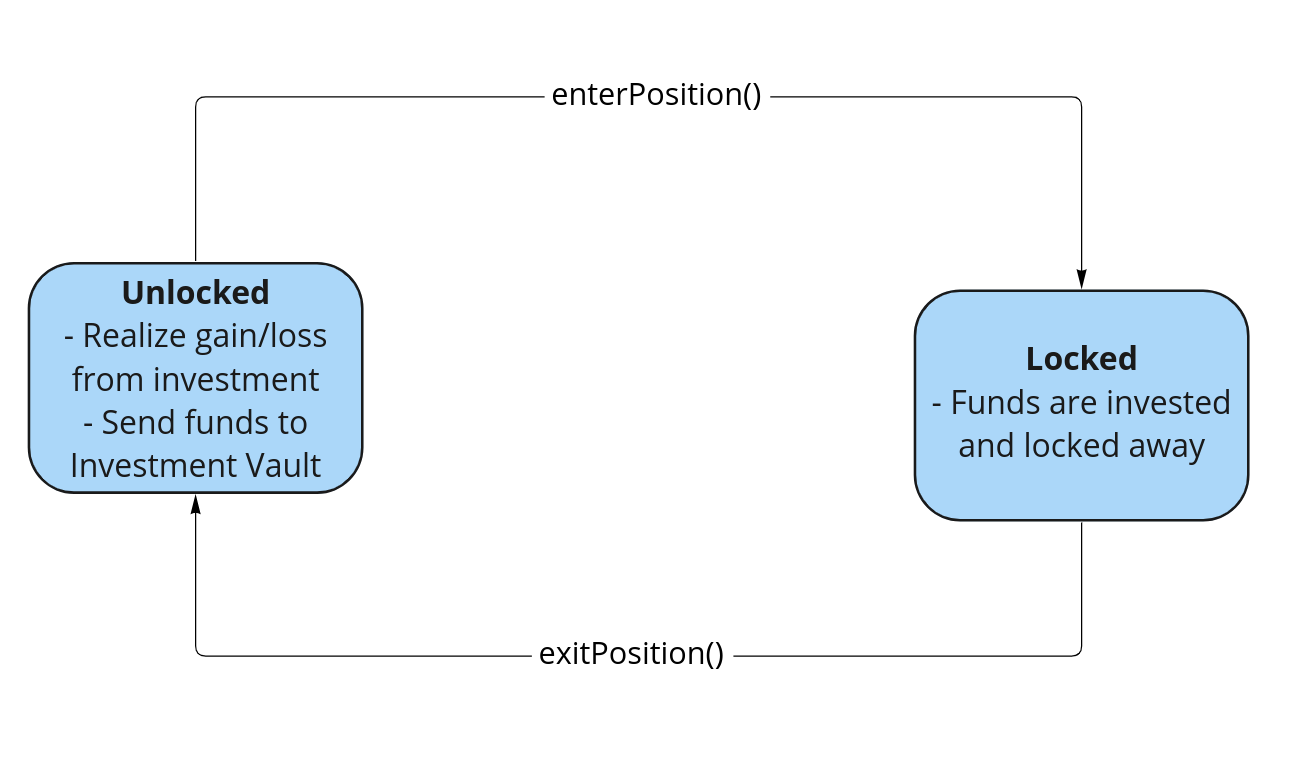 enterPosition()
Unlocked
- Realize gain/loss
from investment
- Send funds to
Investment Vault
Locked
- Funds are invested
and locked away
exitPosition()